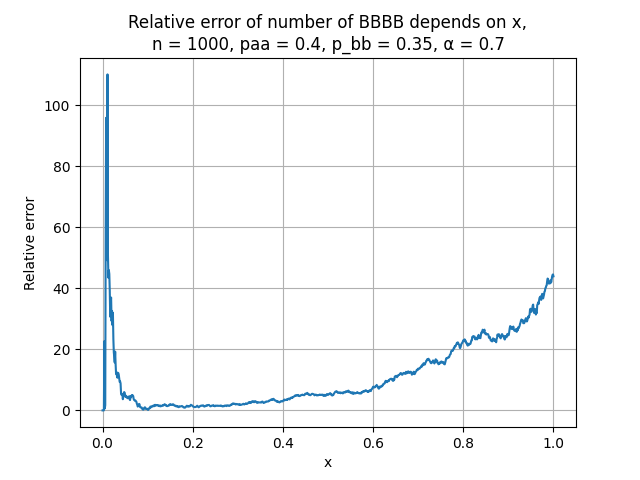 Relative error of number of BBBB depends on x,
n = 1000, paa = 0.4, p_bb = 0.35, α = 0.7
Relative error
100
80
60
40
20
0
0.0 0.2 0.4 0.6 0.8 1.0
x